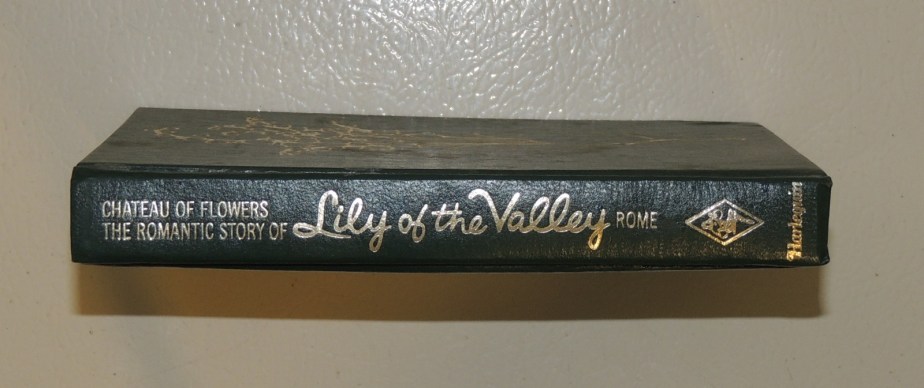 CHATEAU OF FLOWERS
THE ROMANTIC STORY OF Lily of the Valley ROME
Harlequin